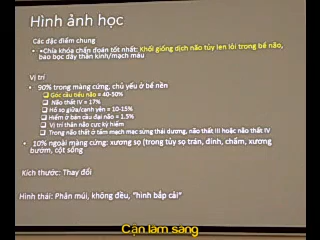 Hình ảnh học
Các đặc điểm chung
• •Chìa khóa chẩn đoán tốt nhất: Khối giống dịch não tủy len lỏi trong bể não,
bao bọc dây thần kinh/mạch máu
Vị trí
• 90% trong màng cứng, chủ yếu ở bể nền
Góc cầu tiểu não = 40-50%
Não thất IV = 17%
Hố sọ giữa/cạnh yên = 10-15%
Hiếm ở bán cầu đại não = 1.5%
Vị trí thân não cực kỳ hiếm
Trong não thất ở tấm mạch mạc sừng thái dương, não thất III hoặc não thất IV
• 10% ngoài màng cứng: xương sọ (trong tủy sọ trán, đỉnh, chẩm, xương
bướm, cột sống
Kích thước: Thay đổi
Hình thái: Phân múi, không đều, "hình bắp cải"
Cận lâm sàng